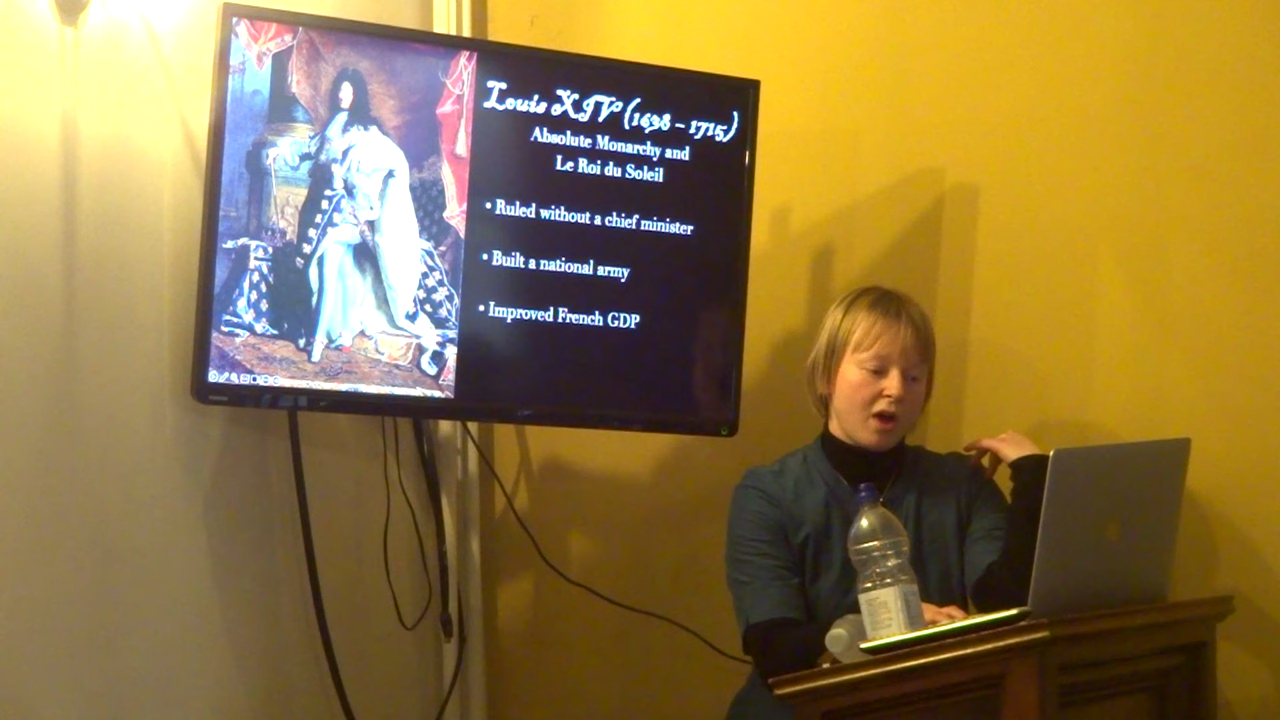 Louis XIV (1638 – 1715)
Absolute Monarchy and
Le Roi du Soleil
• Ruled without a chief minister
• Built a national army
• Improved French GDP